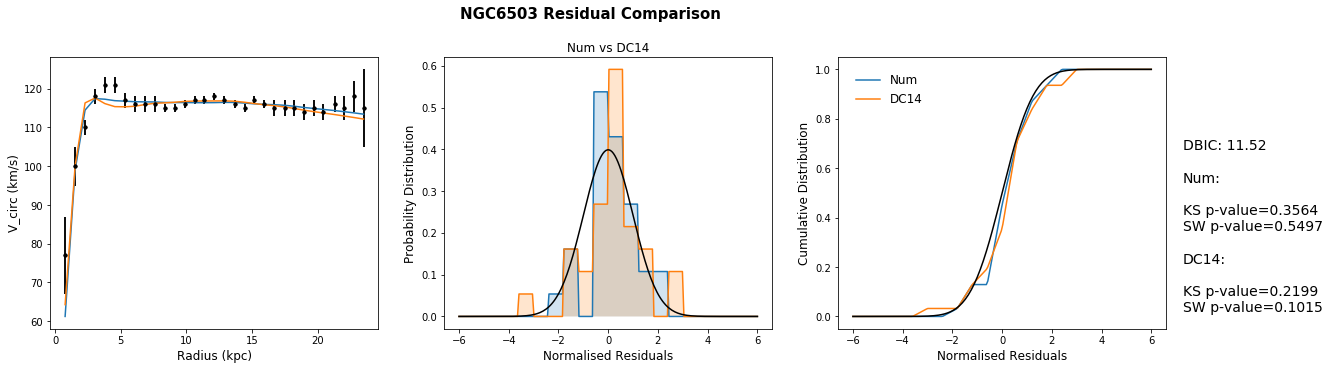 NGC6503 Residual Comparison
V_circ (km/s)
120
110
100
90
80
70
60
0
5
10
15
20
Radius (kpc)
Num vs DC14
Probability Distribution
0.6
0.5
0.4
0.3
0.2
0.1
0.0
−6
−4
−2
0
2
4
6
Normalised Residuals
Cumulative Distribution
1.0
0.8
0.6
0.4
0.2
0.0
Num
DC14
−6
−4
−2
0
2
4
6
Normalised Residuals
DBIC: 11.52
Num:
KS p-value=0.3564
SW p-value=0.5497
DC14:
KS p-value=0.2199
SW p-value=0.1015